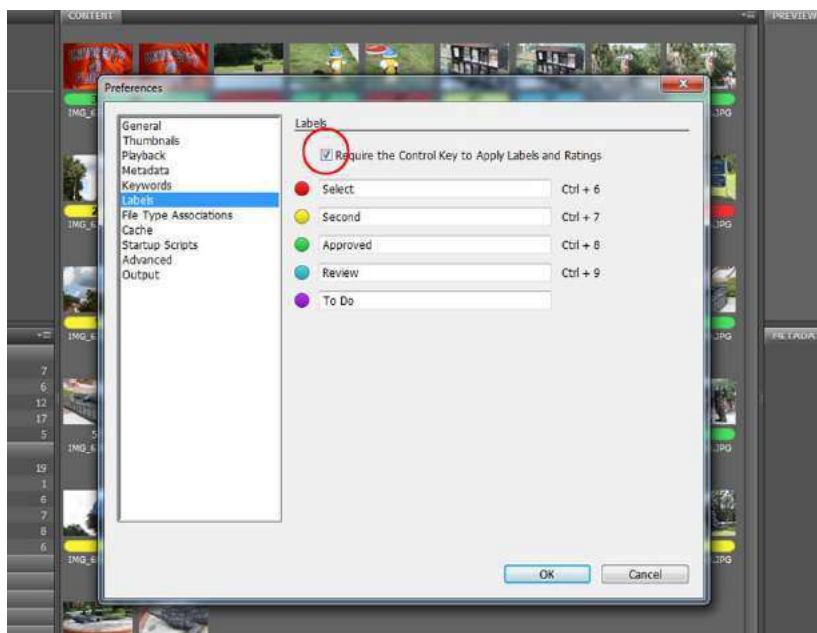 CONTENT
PREVIEW
Preferences
General
Thumbnails
Playback
Metadata
Keywords
Labels
File Type Associations
Cache
Startup Scripts
Advanced
Output
Labels
Require the Control Key to Apply Labels and Ratings
Select Ctrl + 6
Second Ctrl + 7
Approved Ctrl + 8
Review Ctrl + 9
To Do
OK Cancel
IMG_6
JPG
IMG_6
JPG
IMG_6
JPG
METADA
IMG_6
JPG
IMG_6
JPG
7
6
12
17
5
19
1
6
7
8
6